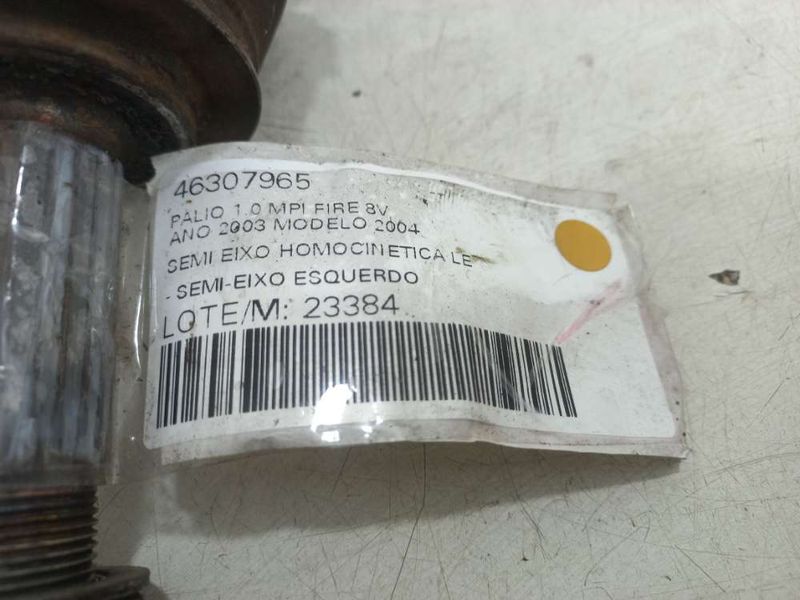 46307965
PALIO 1.0 MPI FIRE 8V
ANO 2003 MODELO 2004
SEMI EIXO HOMOCINETICA LE
- SEMI-EIXO ESQUERDO
LOTE/M: 23384